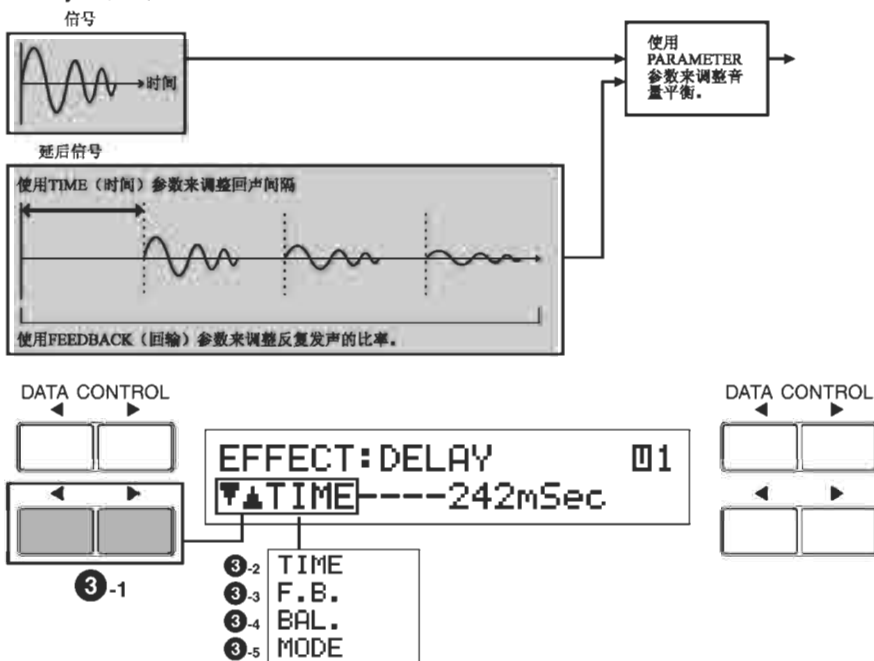 信号
时间
使用
PARAMETER
参数来调整音
量平衡。
延后信号
使用TIME（时间）参数来调整回声间隔
使用FEEDBACK（回输）参数来调整反复发声的比率。
DATA CONTROL
DATA CONTROL
EFFECT:DELAY
1
TIME----242mSec
3-1
3-2 TIME
3-3 F.B.
3-4 BAL.
3-5 MODE